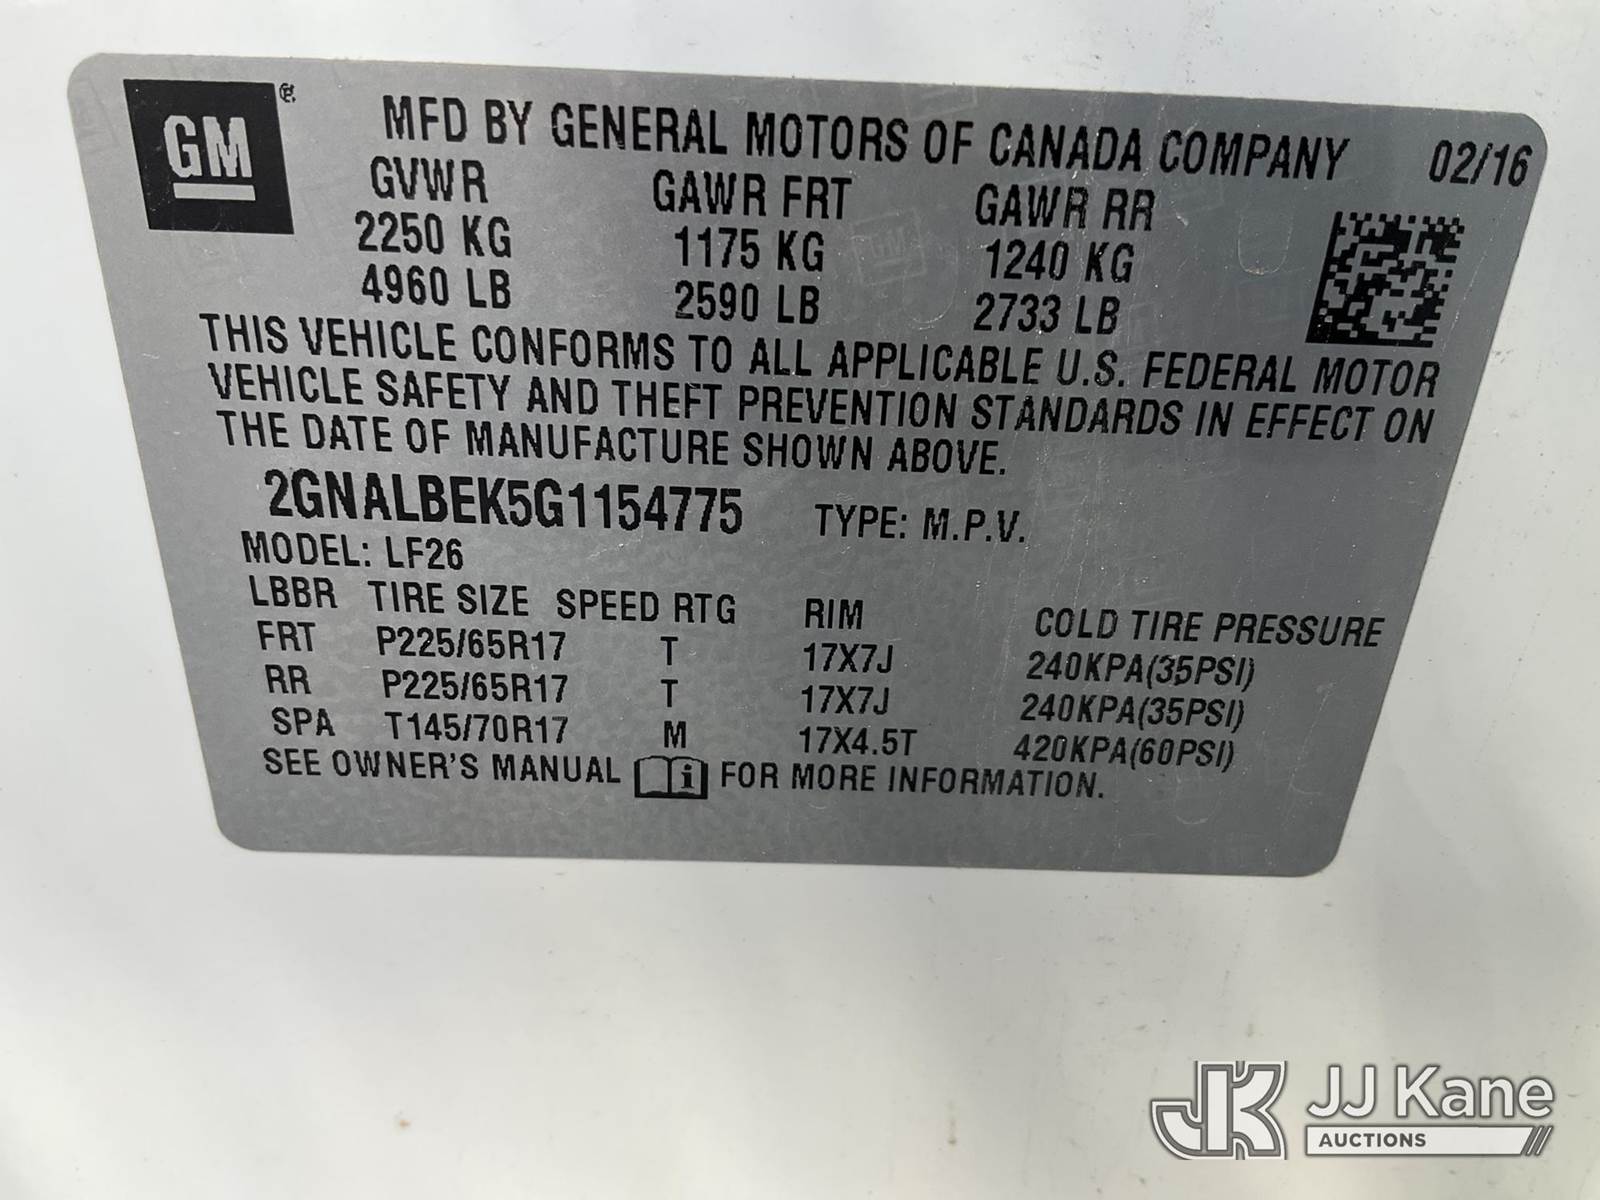 GM
MFD BY GENERAL MOTORS OF CANADA COMPANY 02/16
GVWR GAWR FRT GAWR RR
2250 KG 1175 KG 1240 KG
4960 LB 2590 LB 2733 LB
THIS VEHICLE CONFORMS TO ALL APPLICABLE U.S. FEDERAL MOTOR
VEHICLE SAFETY AND THEFT PREVENTION STANDARDS IN EFFECT ON
THE DATE OF MANUFACTURE SHOWN ABOVE.
2GNALBEK5G1154775 TYPE: M.P.V.
MODEL: LF26
LBBR TIRE SIZE SPEED RTG RIM COLD TIRE PRESSURE
FRT P225/65R17 T 17X7J 240KPA(35PSI)
RR P225/65R17 T 17X7J 240KPA(35PSI)
SPA T145/70R17 M 17X4.5T 420KPA(60PSI)
SEE OWNER'S MANUAL i FOR MORE INFORMATION.
JK JJ Kane
AUCTIONS